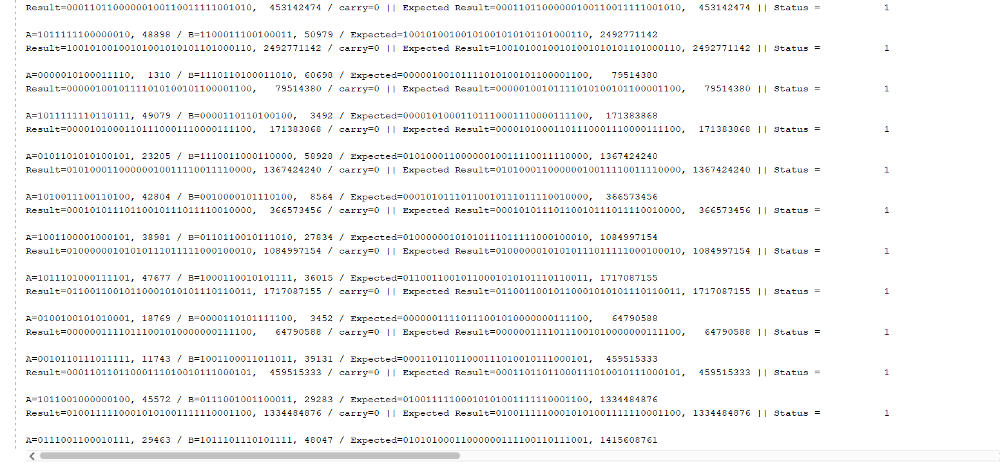 Result=00011011000000100110011111001010,  453142474 / carry=0 || Expected Result=00011011000000100110011111001010,  453142474 || Status =           1
A=1011111100000010, 48898 / B=1100011100100011, 50979 / Expected=10010100100101001010101101000110, 2492771142
Result=10010100100101001010101101000110, 2492771142 / carry=0 || Expected Result=10010100100101001010101101000110, 2492771142 || Status =           1
A=0000010100011110,  1310 / B=1110110100011010, 60698 / Expected=00000100101111010100101100001100,   79514380
Result=00000100101111010100101100001100,   79514380 / carry=0 || Expected Result=00000100101111010100101100001100,   79514380 || Status =           1
A=1011111110110111, 49079 / B=0000110110100100,  3492 / Expected=00001010001101110001110000111100,  171383868
Result=00001010001101110001110000111100,  171383868 / carry=0 || Expected Result=00001010001101110001110000111100,  171383868 || Status =           1
A=0101101010100101, 23205 / B=1110011000110000, 58928 / Expected=01010001100000010011110011110000, 1367424240
Result=01010001100000010011110011110000, 1367424240 / carry=0 || Expected Result=01010001100000010011110011110000, 1367424240 || Status =           1
A=1010011100110100, 42804 / B=0010000101110100,  8564 / Expected=00010101110110010111011110010000,  366573456
Result=00010101110110010111011110010000,  366573456 / carry=0 || Expected Result=00010101110110010111011110010000,  366573456 || Status =           1
A=1001100001000101, 38981 / B=0110110010111010, 27834 / Expected=01000000101010111011111000100010, 1084997154
Result=01000000101010111011111000100010, 1084997154 / carry=0 || Expected Result=01000000101010111011111000100010, 1084997154 || Status =           1
A=1011101000111101, 47677 / B=1000110010101111, 36015 / Expected=01100110010110001010101110110011, 1717087155
Result=01100110010110001010101110110011, 1717087155 / carry=0 || Expected Result=01100110010110001010101110110011, 1717087155 || Status =           1
A=0100100101010001, 18769 / B=0000110101111100,  3452 / Expected=00000011110111001010000000111100,   64790588
Result=00000011110111001010000000111100,   64790588 / carry=0 || Expected Result=00000011110111001010000000111100,   64790588 || Status =           1
A=0010110111011111, 11743 / B=1001100011011011, 39131 / Expected=00011011011000111010010111000101,  459515333
Result=00011011011000111010010111000101,  459515333 / carry=0 || Expected Result=00011011011000111010010111000101,  459515333 || Status =           1
A=1011001000000100, 45572 / B=0111001001100011, 29283 / Expected=01001111100010101001111110001100, 1334484876
Result=01001111100010101001111110001100, 1334484876 / carry=0 || Expected Result=01001111100010101001111110001100, 1334484876 || Status =           1
A=0111001100010111, 29463 / B=1011101110101111, 48047 / Expected=01010100011000000111100110111001, 1415608761